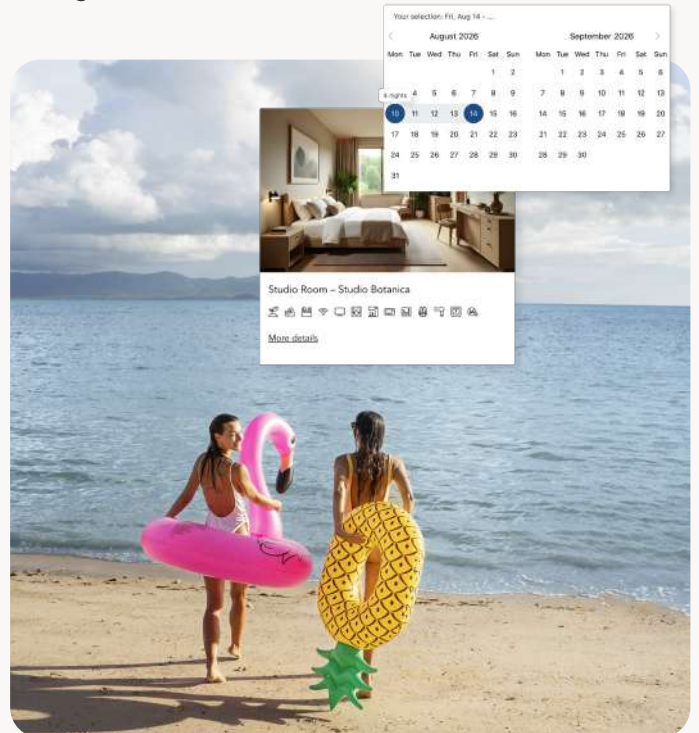 Your selection: Fri, Aug 14 - ...
August 2026 September 2026
Mon Tue Wed Thu Fri Sat Sun Mon Tue Wed Thu Fri Sat Sun
1 2 1 2 3 4 5 6
nights 4 5 6 7 8 9 7 8 9 10 11 12 13
10 11 12 13 14 15 16 14 15 16 17 18 19 20
17 18 19 20 21 22 23 21 22 23 24 25 26 27
24 25 26 27 28 29 30 28 29 30
31
Studio Room – Studio Botanica
More details